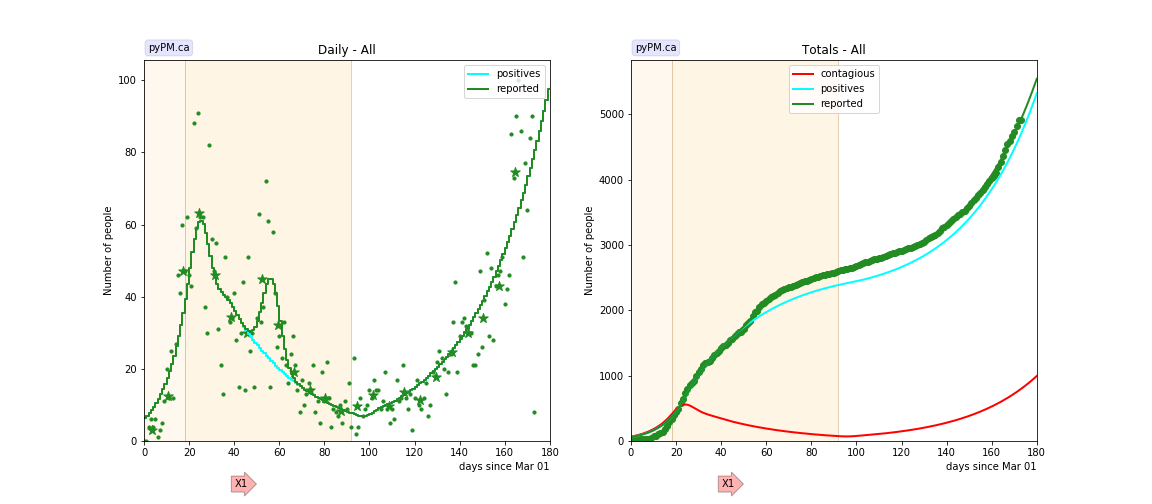 pyPM.ca
Daily - All
positives
reported
Number of people
100
80
60
40
20
0
0 20 40 60 80 100 120 140 160 180
days since Mar 01
X1
pyPM.ca
Totals - All
contagious
positives
reported
Number of people
5000
4000
3000
2000
1000
0
0 20 40 60 80 100 120 140 160 180
days since Mar 01
X1